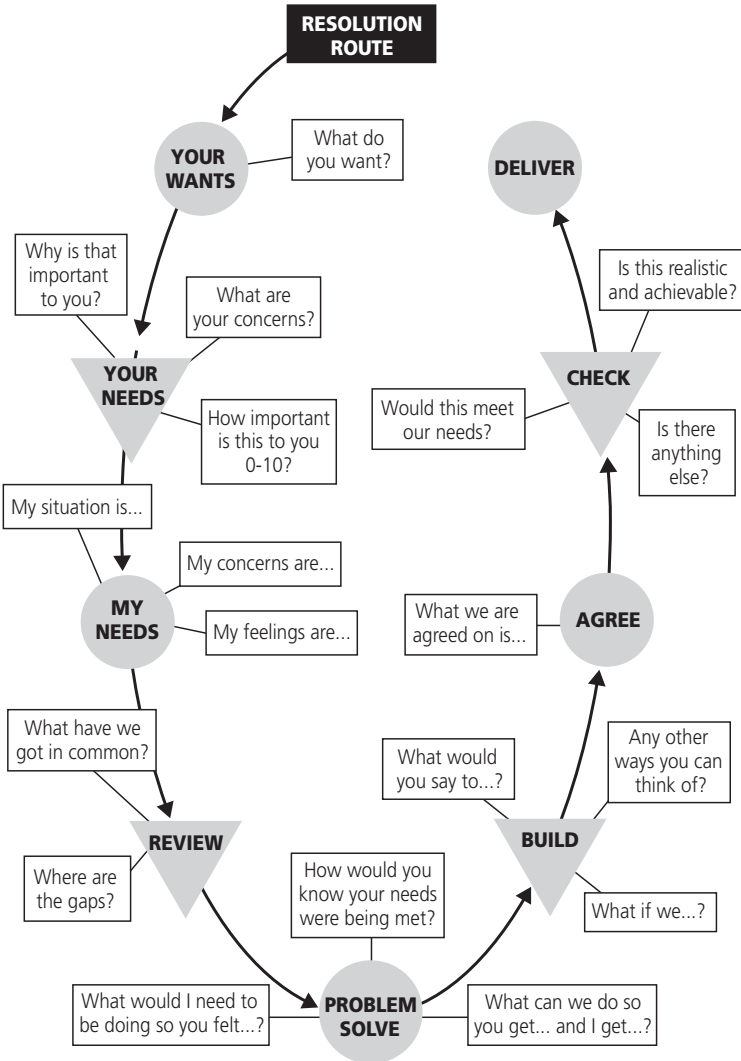 RESOLUTION
ROUTE
YOUR
WANTS
What do
you want?
Why is that
important
to you?
What are
your concerns?
YOUR
NEEDS
How important
is this to you
0-10?
My situation is...
MY
NEEDS
My concerns are...
My feelings are...
What have we
got in common?
REVIEW
Where are
the gaps?
How would you
know your needs
were being met?
What would I need to
be doing so you felt...?
PROBLEM
SOLVE
What can we do so
you get... and I get...?
What would
you say to...?
Any other
ways you can
think of?
BUILD
What if we...?
What we are
agreed on is...
AGREE
Would this meet
our needs?
CHECK
Is this realistic
and achievable?
Is there
anything
else?
DELIVER